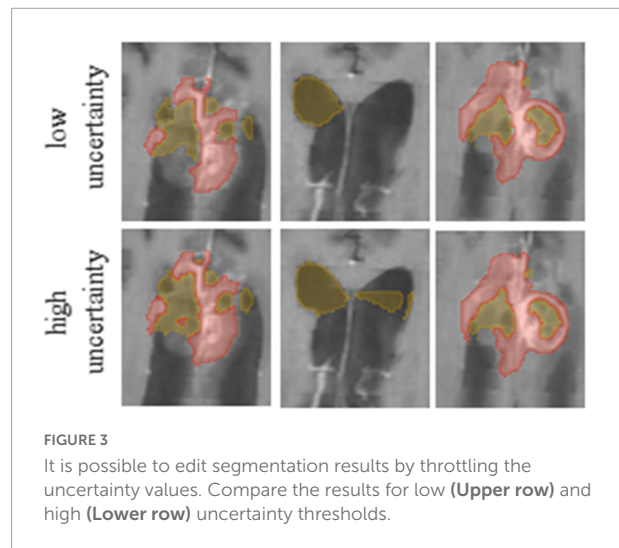 low
uncertainty
high
uncertainty
FIGURE 3
It is possible to edit segmentation results by throttling the
uncertainty values. Compare the results for low (Upper row) and
high (Lower row) uncertainty thresholds.